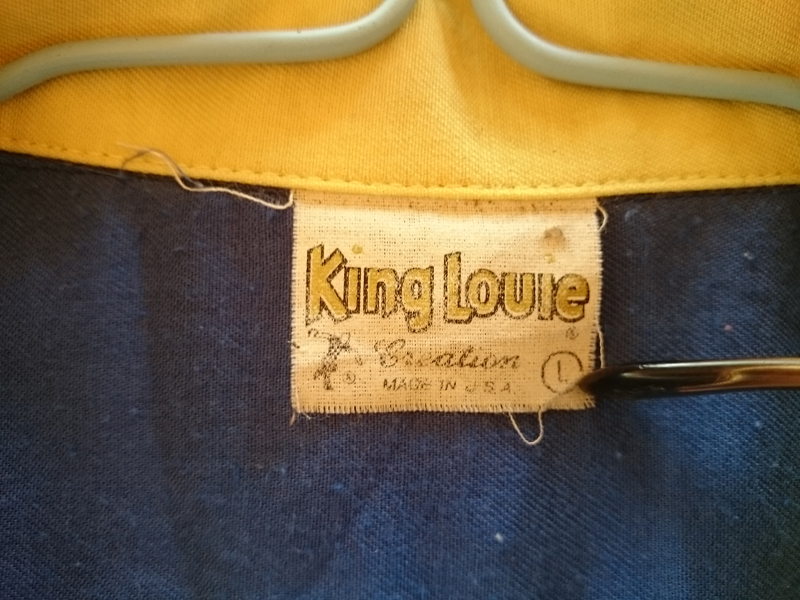 King Louie
®
Creation
L
®
MADE IN U.S.A.